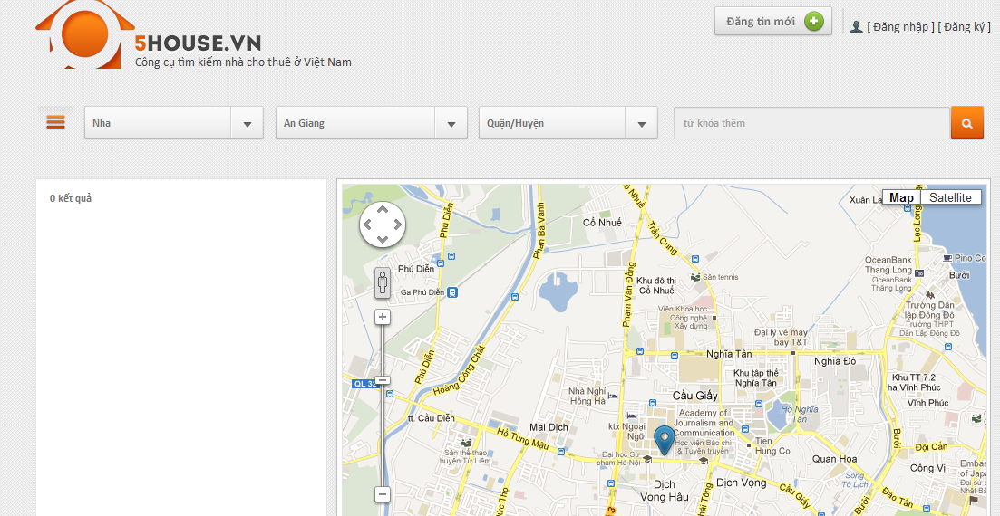 Đăng tin mới
[ Đăng nhập ] [ Đăng ký ]
5HOUSE.VN
Công cụ tìm kiếm nhà cho thuê ở Việt Nam
Nha
An Giang
Quận/Huyện
từ khóa thêm
0 kết quả
Map
Satellite
Cổ Nhuế
Trần Cung
Phú Diễn
Phan Bá Vành
Phú Diễn
Ga Phú Diễn
Phạm Văn Đồng
Khu đô thị
Cổ Nhuế
Sân tennis
Lạc Long
OceanBank
Thang Long
OceanBank
Thăng Long
Pino
Bưởi
Viện Khoa học
Công nghệ
Xây dựng
Trường Dân
lập Đông Đô
Trường THPT
Dân Lập Đông Đô
Đại lý vé máy
bay T&T
Nghĩa Tân
Nghĩa Đô
Phú Diễn
Hoàng Công Chất
QL 32
Khu tập thể
Nghĩa Tân
Khu TT 7.2
ha Vĩnh Phúc
Vĩnh Phúc
Nhà Nghỉ
Hồng Hà
Cầu Giấy
Hồ Nghĩa
Tân
tt. Cầu Diễn
Mai Dịch
ktx Ngoại
Ngữ
Academy of
Journalism and
Communication
Học viện Báo chí
& Tuyên truyền
Hồ Tùng Mậu
Sân thể thao
huyện Từ Liêm
Đại học Sư
phạm Hà Nội
Tien
Hung Co
Quan Hoa
Bưởi
Đội Cấn
Cống Vị
Embas
of Japa
Sông
Tô Lịch
Dịch
Vọng Hậu
Dịch Vọng
Cầu Giấy
Bưởi
Đào Tấn
3